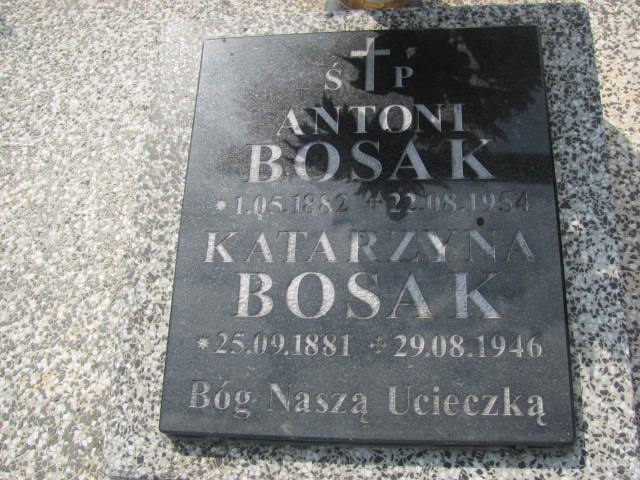 Ś P
ANTONI
BOSAK
*1.05.1882 +22.08.1954
KATARZYNA
BOSAK
*25.09.1881 +29.08.1946
Bóg Naszą Ucieczką